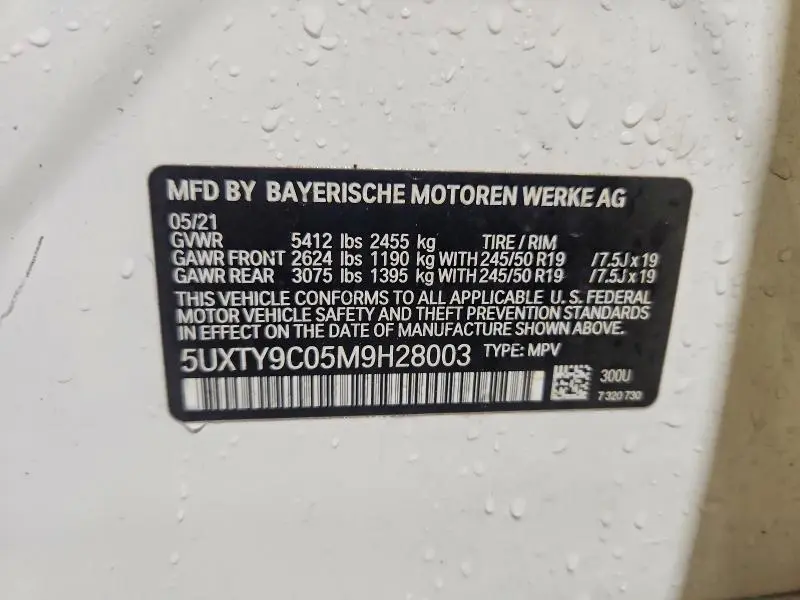 MFD BY BAYERISCHE MOTOREN WERKE AG
05/21
GVWR 5412 lbs 2455 kg TIRE / RIM
GAWR FRONT 2624 lbs 1190 kg WITH 245/50 R19 /7.5J x 19
GAWR REAR 3075 lbs 1395 kg WITH 245/50 R19 /7.5J x 19
THIS VEHICLE CONFORMS TO ALL APPLICABLE U.S. FEDERAL
MOTOR VEHICLE SAFETY AND THEFT PREVENTION STANDARDS
IN EFFECT ON THE DATE OF MANUFACTURE SHOWN ABOVE.
5UXTY9C05M9H28003 TYPE: MPV
300U
7 320 730